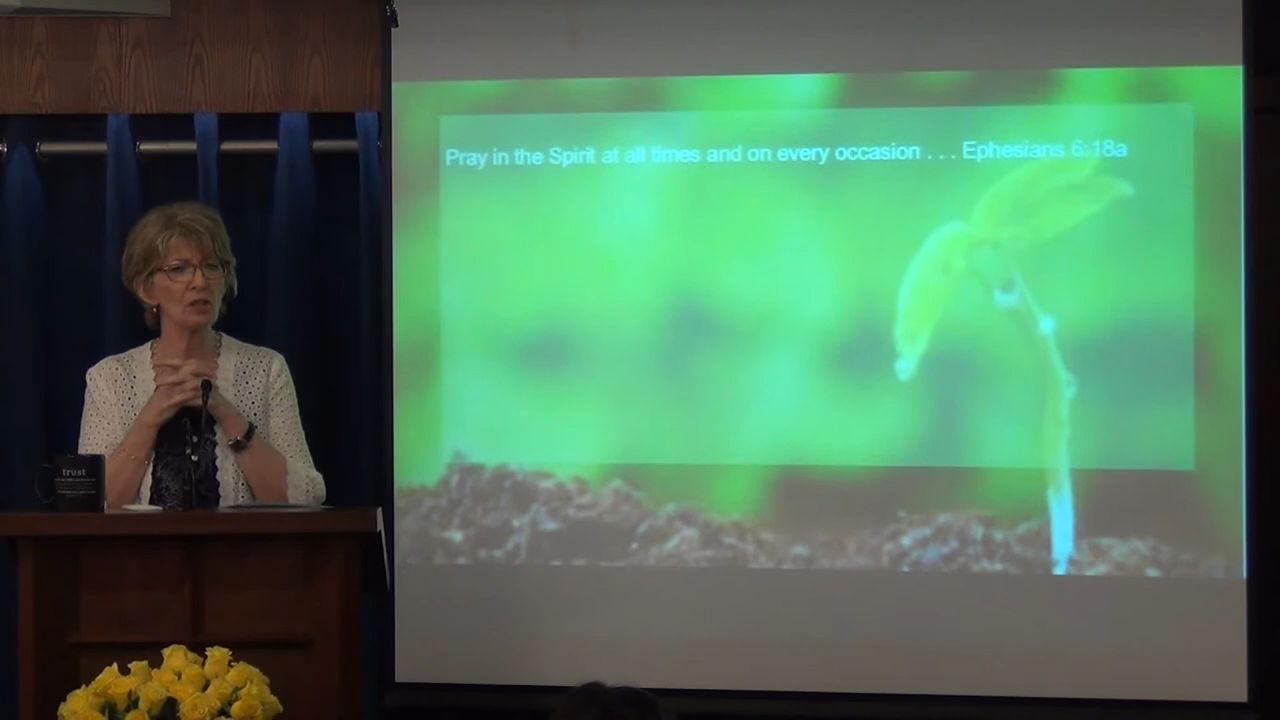 Pray in the Spirit at all times and on every occasion . . . Ephesians 6:18a
trust